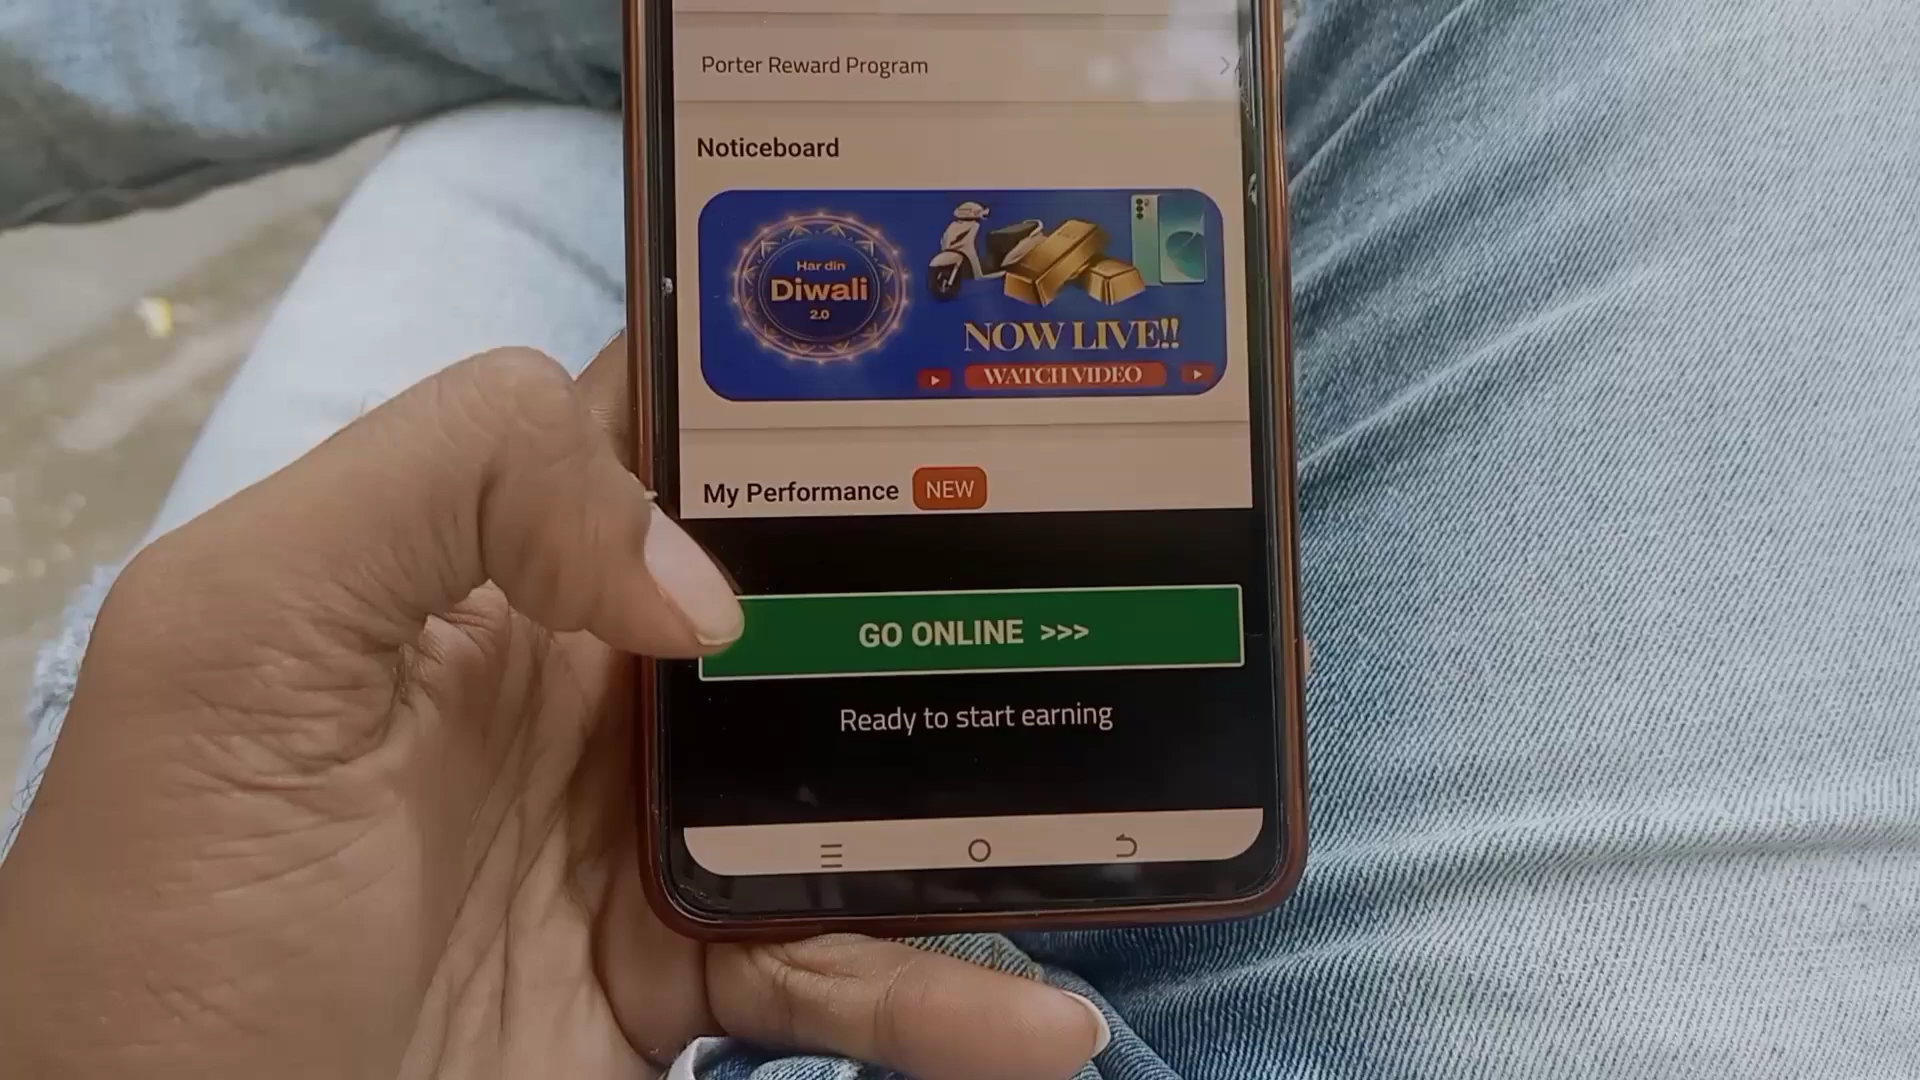 Porter Reward Program
Noticeboard
Har din
Diwali
2.0
NOW LIVE!!
WATCH VIDEO
My Performance NEW
GO ONLINE >>>
Ready to start earning